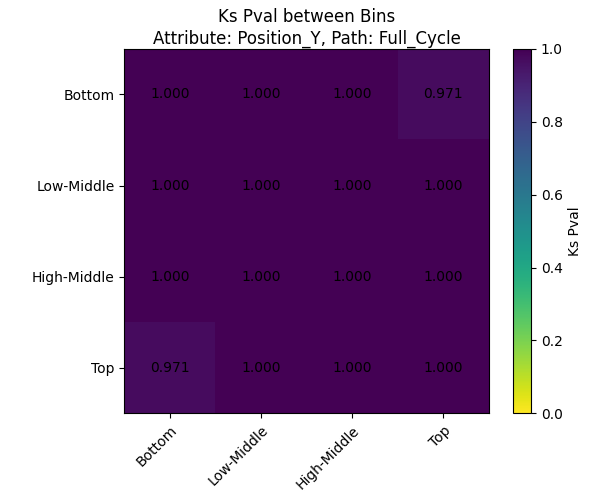 Ks Pval between Bins
Attribute: Position_Y, Path: Full_Cycle
Bottom 1.000 1.000 1.000 0.971
Low-Middle 1.000 1.000 1.000 1.000
High-Middle 1.000 1.000 1.000 1.000
Top 0.971 1.000 1.000 1.000
Bottom Low-Middle High-Middle Top
1.0
0.8
0.6
0.4
0.2
0.0
Ks Pval